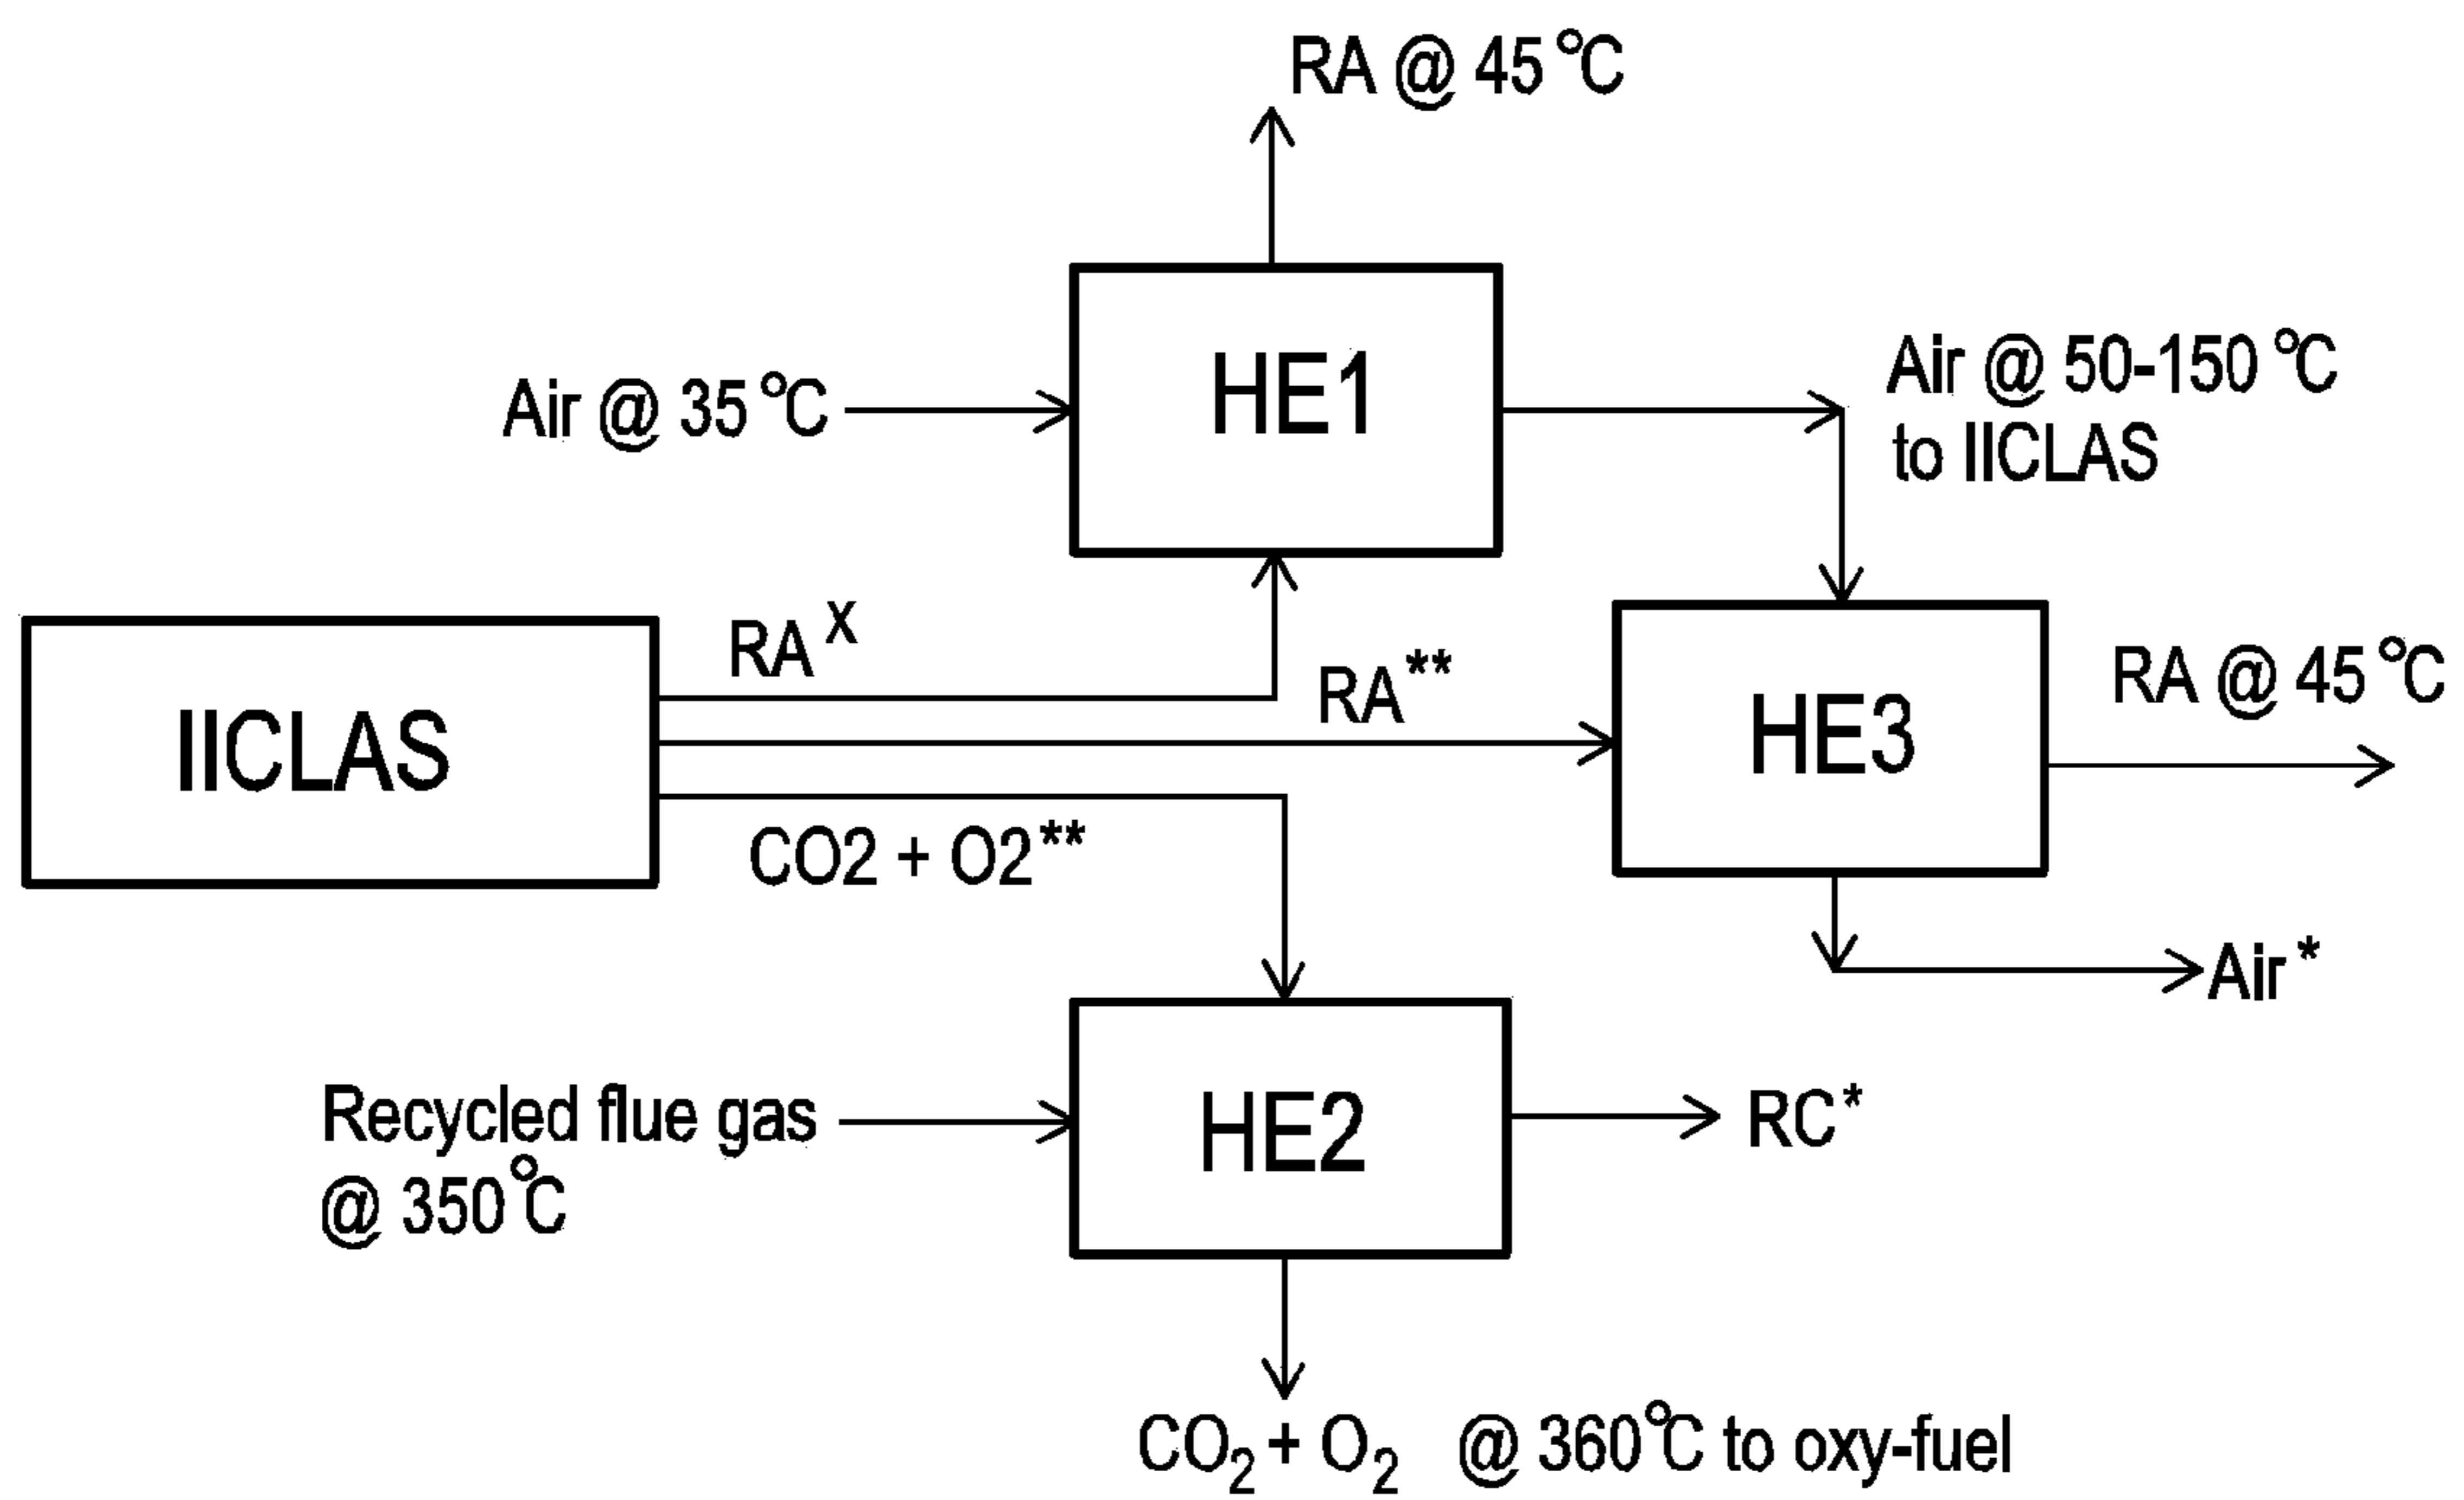 RA @ 45 °C
Air @ 35 °C
HE1
Air @ 50-150 °C
to IICLAS
RA^X
RA**
IICLAS
HE3
RA @ 45 °C
CO2 + O2**
Air*
Recycled flue gas
@ 350°C
HE2
RC*
CO₂ + O₂ @ 360°C to oxy-fuel